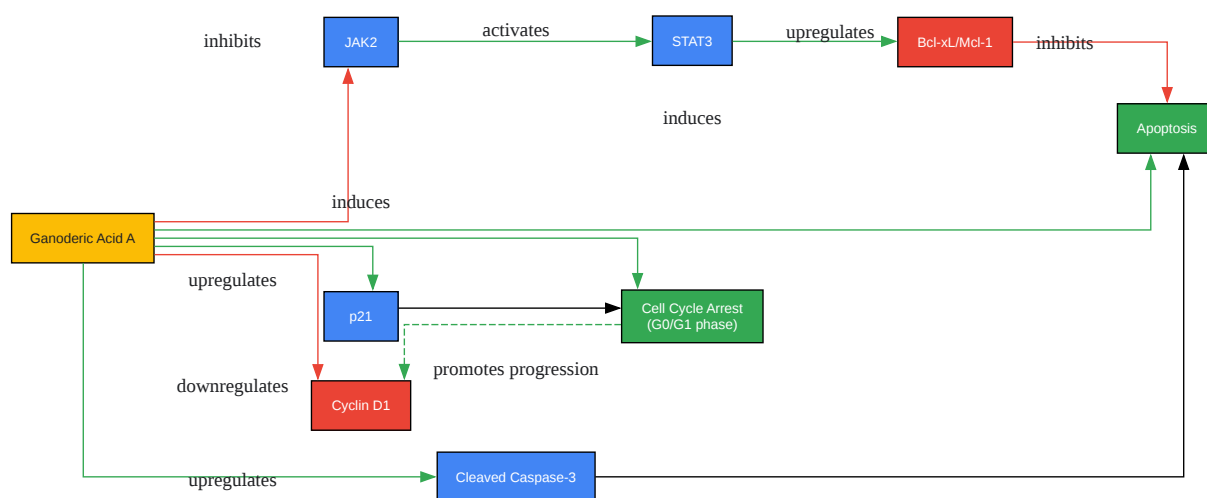 inhibits
JAK2
activates
STAT3
upregulates
Bcl-xL/Mcl-1
inhibits
induces
Apoptosis
induces
Ganoderic Acid A
upregulates
p21
Cell Cycle Arrest
(G0/G1 phase)
promotes progression
downregulates
Cyclin D1
upregulates
Cleaved Caspase-3